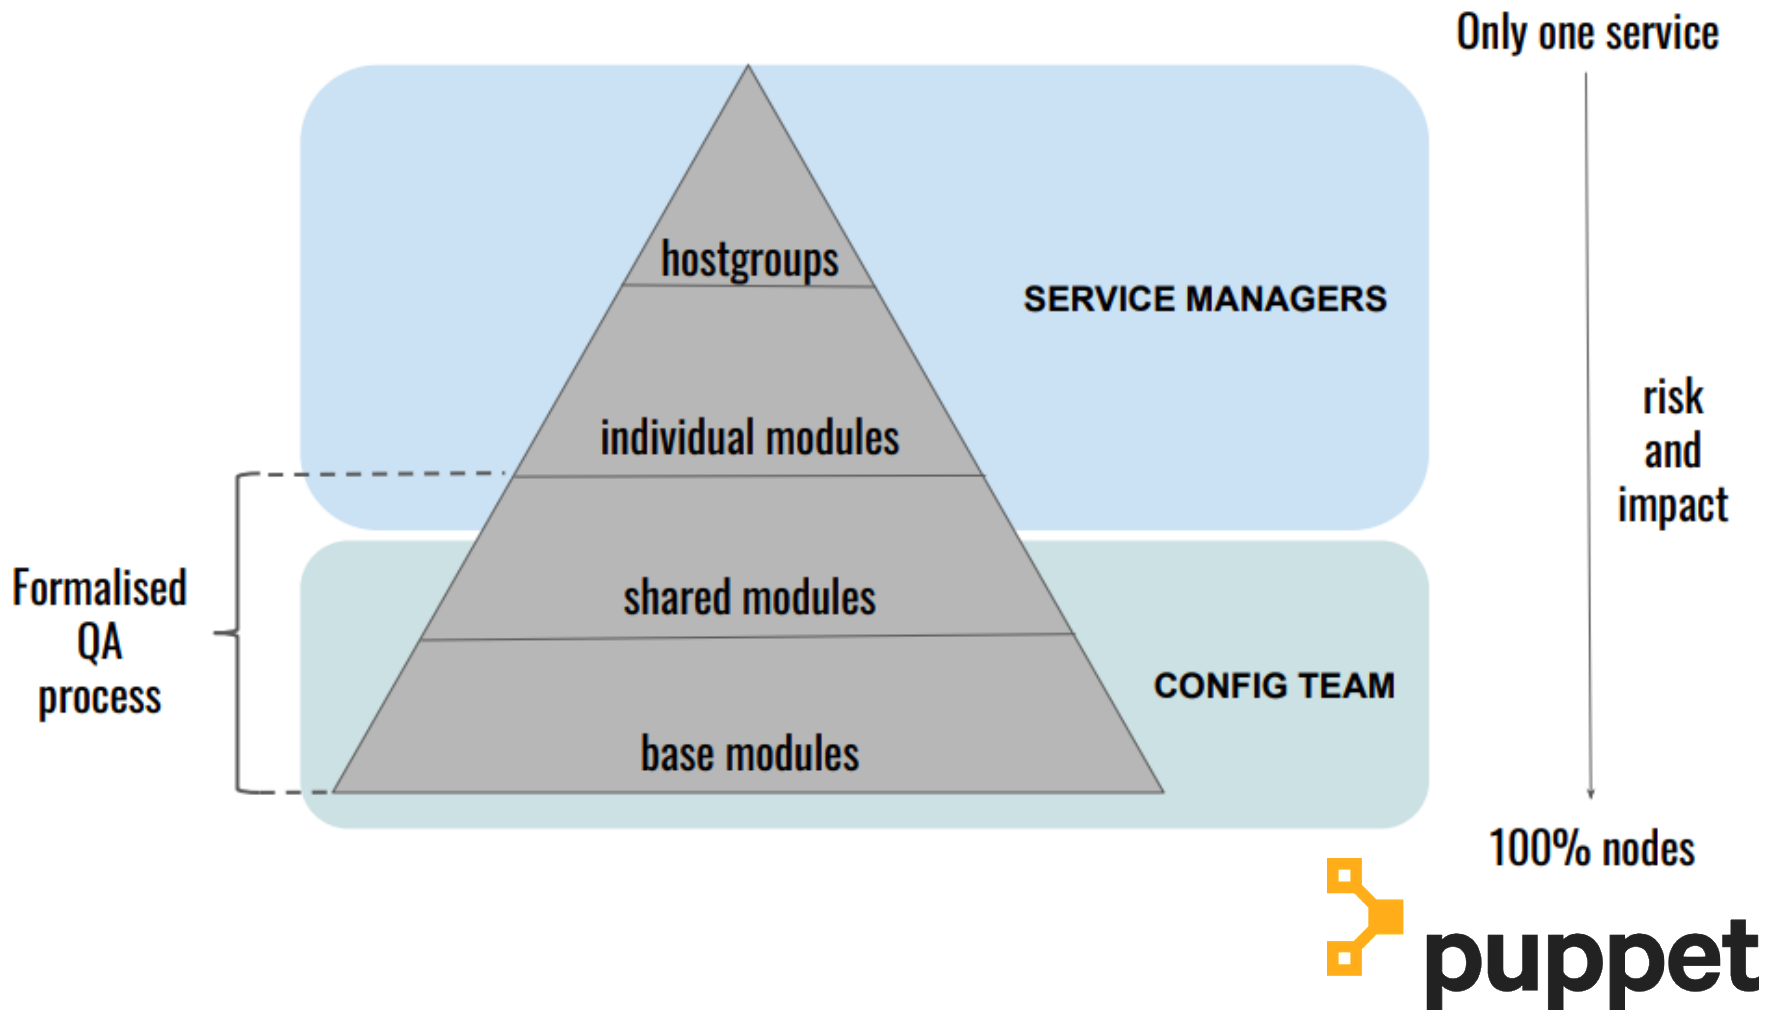 Only one service
hostgroups
SERVICE MANAGERS
risk
and
impact
individual modules
Formalised
QA
process
shared modules
CONFIG TEAM
base modules
100% nodes
puppet